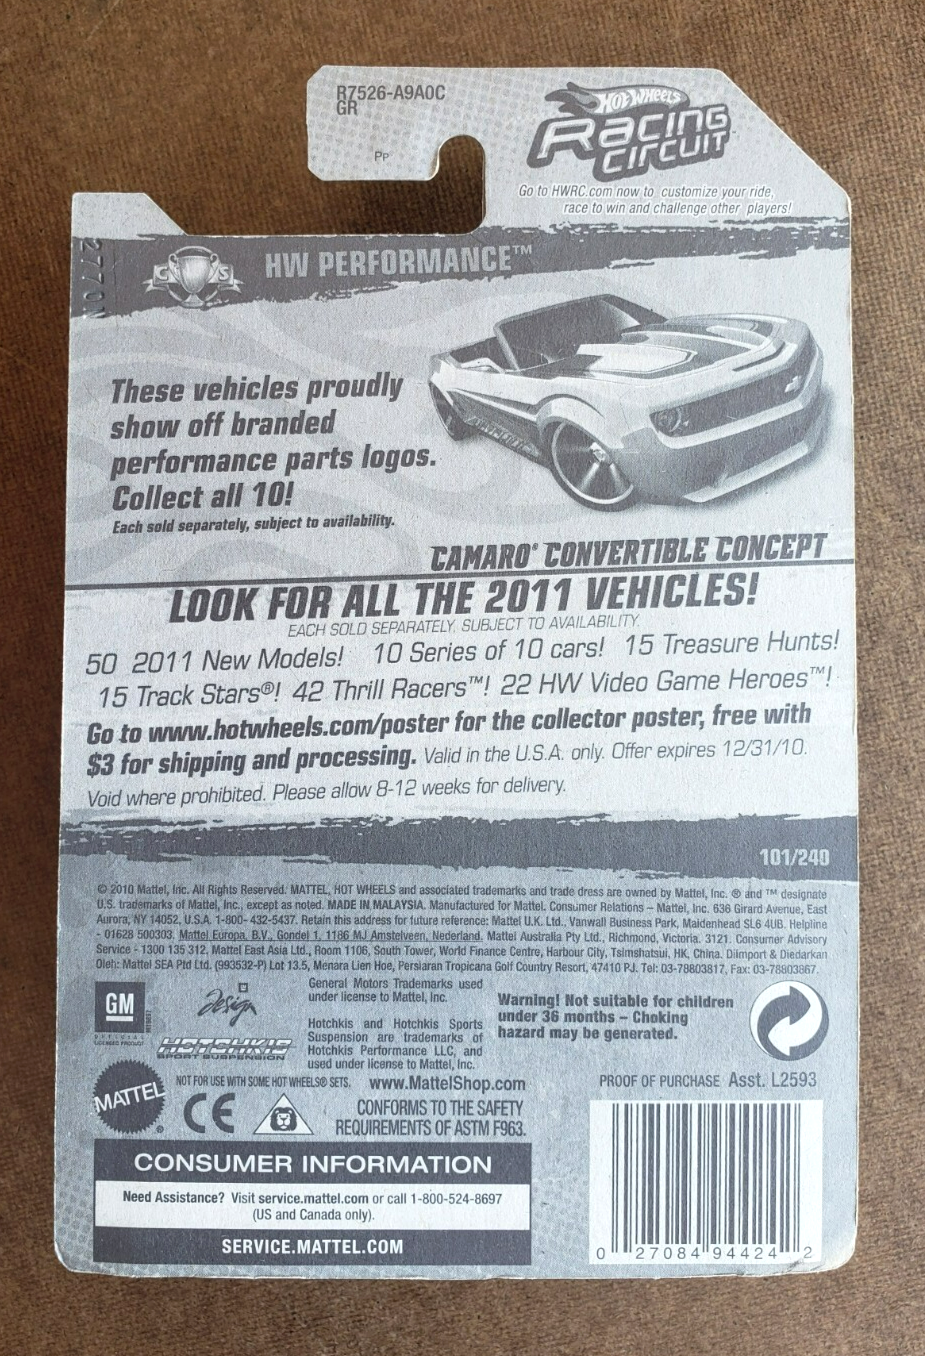 R7526-A9A0C
GR
Pp
HOT WHEELS
RACING
CIRCUIT
Go to HWRC.com now to customize your ride,
race to win and challenge other players!
HW PERFORMANCE™
These vehicles proudly
show off branded
performance parts logos.
Collect all 10!
Each sold separately, subject to availability.
CAMARO® CONVERTIBLE CONCEPT
LOOK FOR ALL THE 2011 VEHICLES!
EACH SOLD SEPARATELY. SUBJECT TO AVAILABILITY.
50 2011 New Models! 10 Series of 10 cars! 15 Treasure Hunts!
15 Track Stars®! 42 Thrill Racers™! 22 HW Video Game Heroes™!
Go to www.hotwheels.com/poster for the collector poster, free with
$3 for shipping and processing. Valid in the U.S.A. only. Offer expires 12/31/10.
Void where prohibited. Please allow 8-12 weeks for delivery.
101/240
© 2010 Mattel, Inc. All Rights Reserved. MATTEL, HOT WHEELS and associated trademarks and trade dress are owned by Mattel, Inc. ® and ™ designate
U.S. trademarks of Mattel, Inc., except as noted. MADE IN MALAYSIA. Manufactured for Mattel. Consumer Relations – Mattel, Inc. 636 Girard Avenue, East
Aurora, NY 14052, U.S.A. 1-800- 432-5437. Retain this address for future reference: Mattel U.K. Ltd., Vanwall Business Park, Maidenhead SL6 4UB. Helpline
- 01628 500303. Mattel Europa, B.V., Gondel 1, 1186 MJ Amstelveen, Nederland. Mattel Australia Pty Ltd., Richmond, Victoria. 3121. Consumer Advisory
Service - 1300 135 312. Mattel East Asia Ltd., Room 1106, South Tower, World Finance Centre, Harbour City, Tsimshatsui, HK, China. Diimport & Diedarkan
Oleh: Mattel SEA Ptd Ltd. (993532-P) Lot 13.5, Menara Lien Hoe, Persiaran Tropicana Golf Country Resort, 47410 PJ. Tel: 03-78803817, Fax: 03-78803867.
GM
OFFICIAL
LICENSED PRODUCT
Design
HOTCHKIS
SPORT SUSPENSION
General Motors Trademarks used
under license to Mattel, Inc.
Hotchkis and Hotchkis Sports
Suspension are trademarks of
Hotchkis Performance LLC, and
used under license to Mattel, Inc.
Warning! Not suitable for children
under 36 months – Choking
hazard may be generated.
MATTEL®
NOT FOR USE WITH SOME HOT WHEELS® SETS.
www.MattelShop.com
PROOF OF PURCHASE Asst. L2593
CE
CONFORMS TO THE SAFETY
REQUIREMENTS OF ASTM F963.
CONSUMER INFORMATION
Need Assistance? Visit service.mattel.com or call 1-800-524-8697
(US and Canada only).
SERVICE.MATTEL.COM
0 27084 94424 2